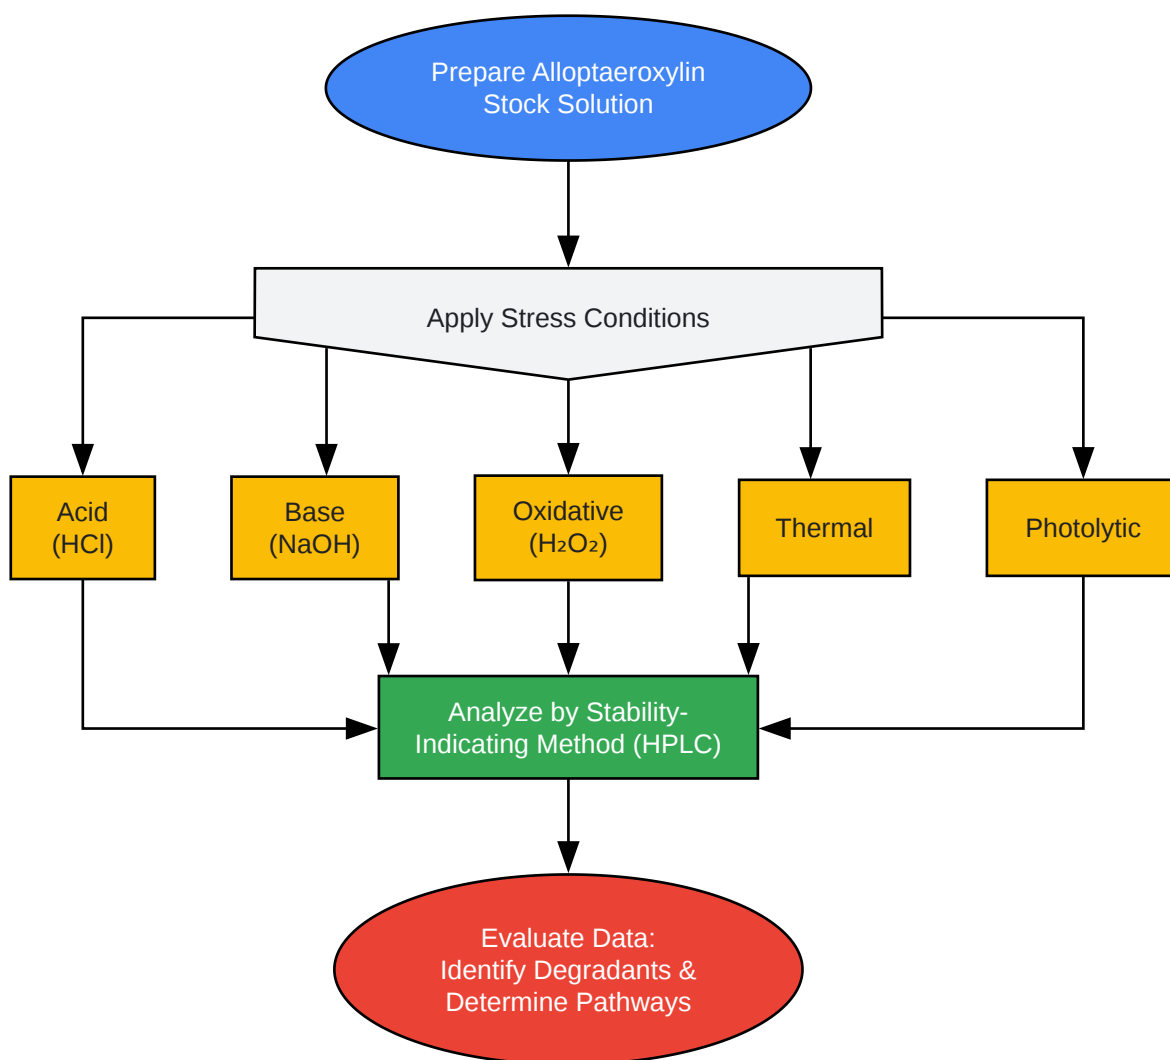 Prepare Alloptaeroxylin
Stock Solution
Apply Stress Conditions
Acid
(HCl)
Base
(NaOH)
Oxidative
(H₂O₂)
Thermal
Photolytic
Analyze by Stability-
Indicating Method (HPLC)
Evaluate Data:
Identify Degradants &
Determine Pathways